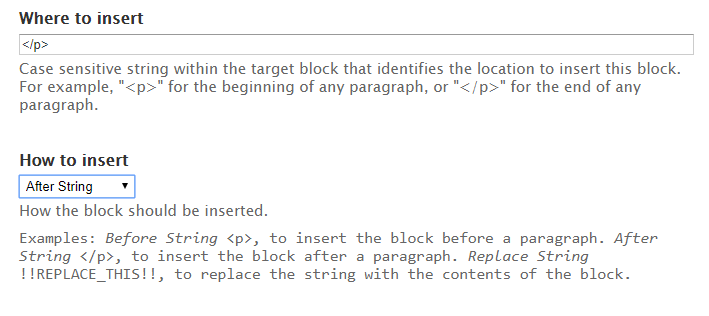 Where to insert
</p>
Case sensitive string within the target block that identifies the location to insert this block.
For example, "<p>" for the beginning of any paragraph, or "</p>" for the end of any
paragraph.
How to insert
After String
How the block should be inserted.
Examples: Before String <p>, to insert the block before a paragraph. After
String </p>, to insert the block after a paragraph. Replace String
!!REPLACE_THIS!!, to replace the string with the contents of the block.